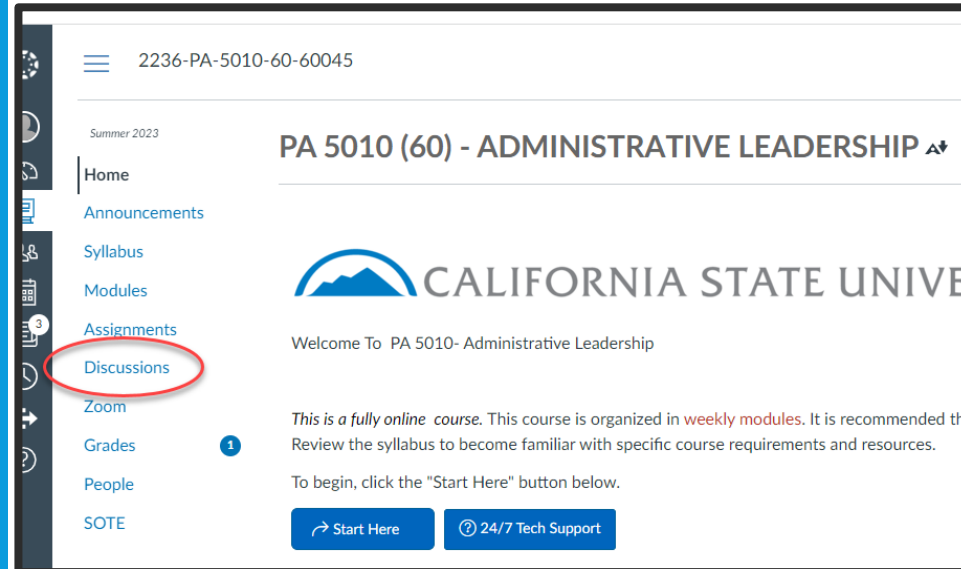 2236-PA-5010-60-60045
Summer 2023
Home
Announcements
Syllabus
Modules
Assignments
Discussions
Zoom
Grades 1
People
SOTE
3
PA 5010 (60) - ADMINISTRATIVE LEADERSHIP
CALIFORNIA STATE UNIVE
Welcome To PA 5010- Administrative Leadership
This is a fully online course. This course is organized in weekly modules. It is recommended th
Review the syllabus to become familiar with specific course requirements and resources.
To begin, click the "Start Here" button below.
Start Here
24/7 Tech Support